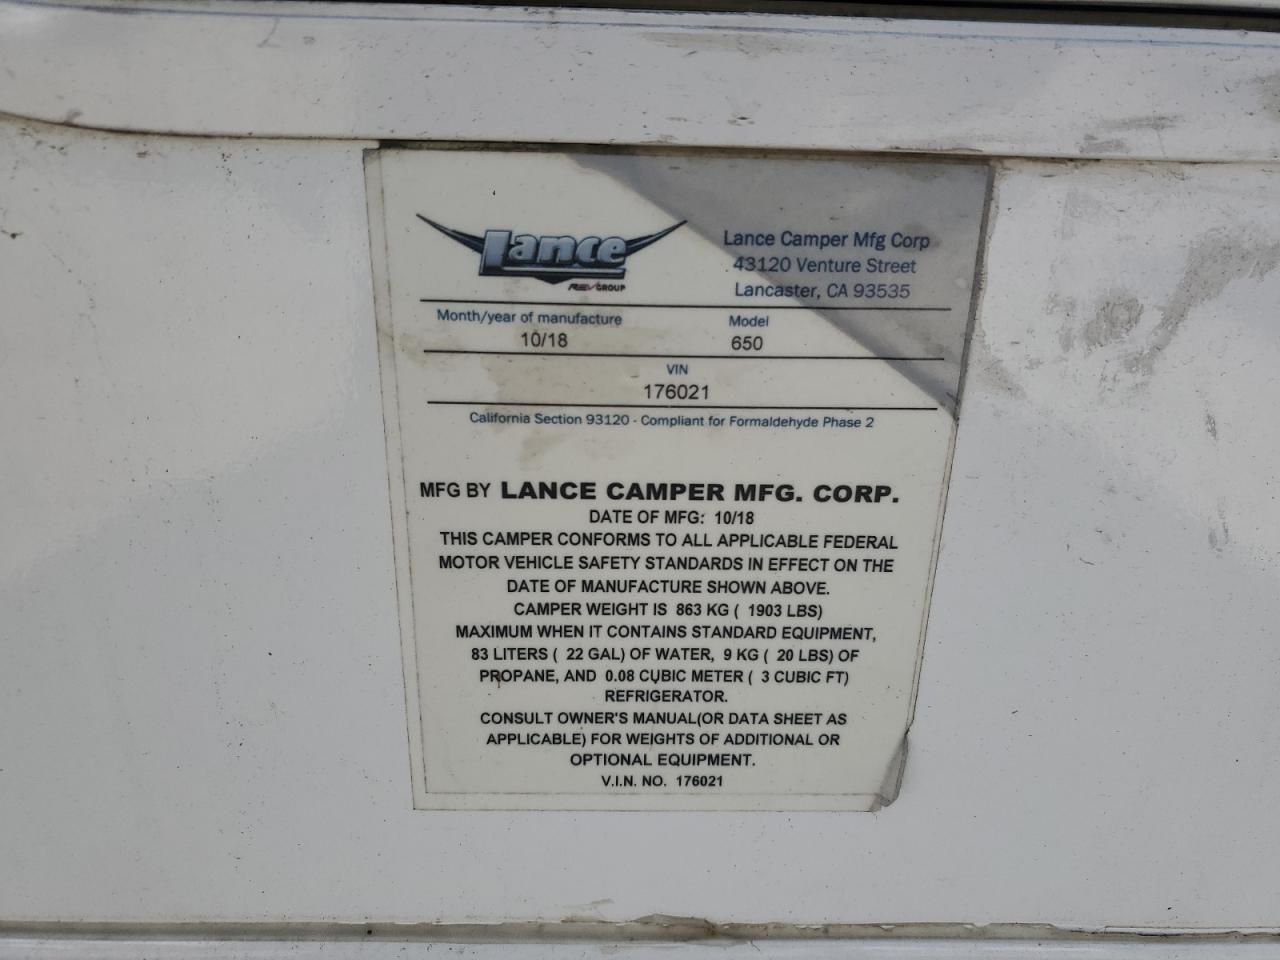 Lance
REV GROUP
Lance Camper Mfg Corp
43120 Venture Street
Lancaster, CA 93535
Month/year of manufacture Model
10/18 650
VIN
176021
California Section 93120 - Compliant for Formaldehyde Phase 2
MFG BY LANCE CAMPER MFG. CORP.
DATE OF MFG: 10/18
THIS CAMPER CONFORMS TO ALL APPLICABLE FEDERAL
MOTOR VEHICLE SAFETY STANDARDS IN EFFECT ON THE
DATE OF MANUFACTURE SHOWN ABOVE.
CAMPER WEIGHT IS 863 KG ( 1903 LBS)
MAXIMUM WHEN IT CONTAINS STANDARD EQUIPMENT,
83 LITERS ( 22 GAL) OF WATER, 9 KG ( 20 LBS) OF
PROPANE, AND 0.08 CUBIC METER ( 3 CUBIC FT)
REFRIGERATOR.
CONSULT OWNER'S MANUAL(OR DATA SHEET AS
APPLICABLE) FOR WEIGHTS OF ADDITIONAL OR
OPTIONAL EQUIPMENT.
V.I.N. NO. 176021